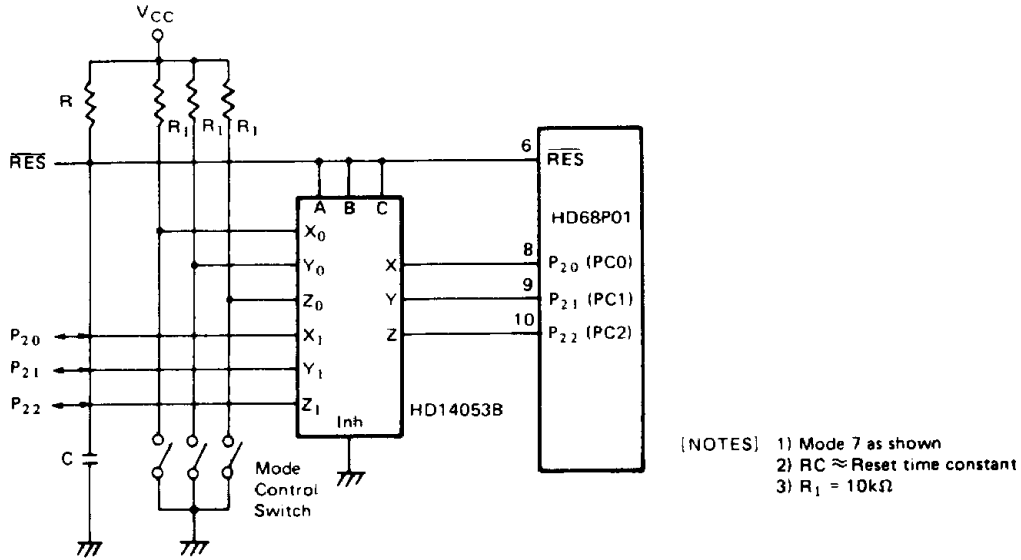 VCC
R
R1 R1 R1
RES
6
RES
A B C
HD68P01
X0
Y0
Z0
X
Y
Z
8
P20 (PC0)
9
P21 (PC1)
10
P22 (PC2)
P20
P21
P22
X1
Y1
Z1
HD14053B
Inh
C
Mode
Control
Switch
[NOTES] 1) Mode 7 as shown
2) RC ≈ Reset time constant
3) R1 = 10kΩ